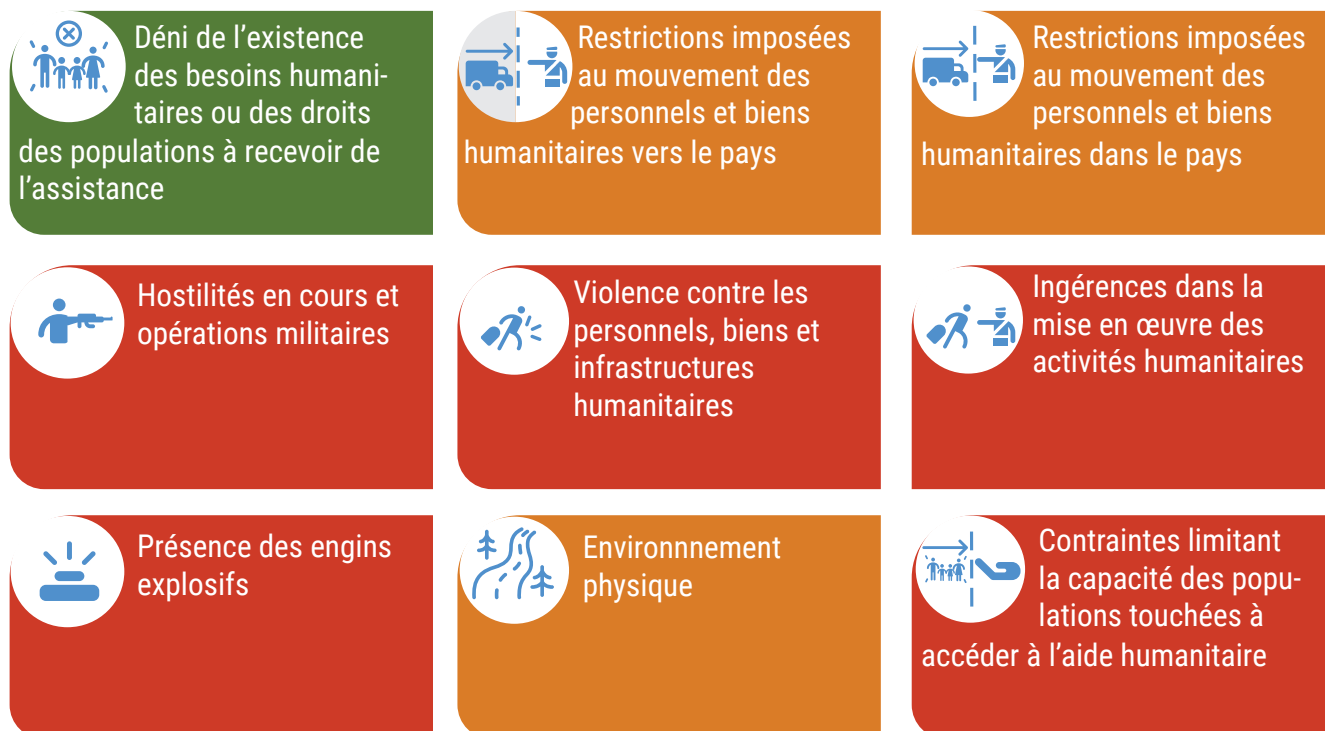 Déni de l’existence
des besoins humani-
taires ou des droits
des populations à recevoir de
l’assistance
Restrictions imposées
au mouvement des
personnels et biens
humanitaires vers le pays
Restrictions imposées
au mouvement des
personnels et biens
humanitaires dans le pays
Hostilités en cours et
opérations militaires
Violence contre les
personnels, biens et
infrastructures
humanitaires
Ingérences dans la
mise en œuvre des
activités humanitaires
Présence des engins
explosifs
Environnnement
physique
Contraintes limitant
la capacité des popu-
lations touchées à
accéder à l’aide humanitaire